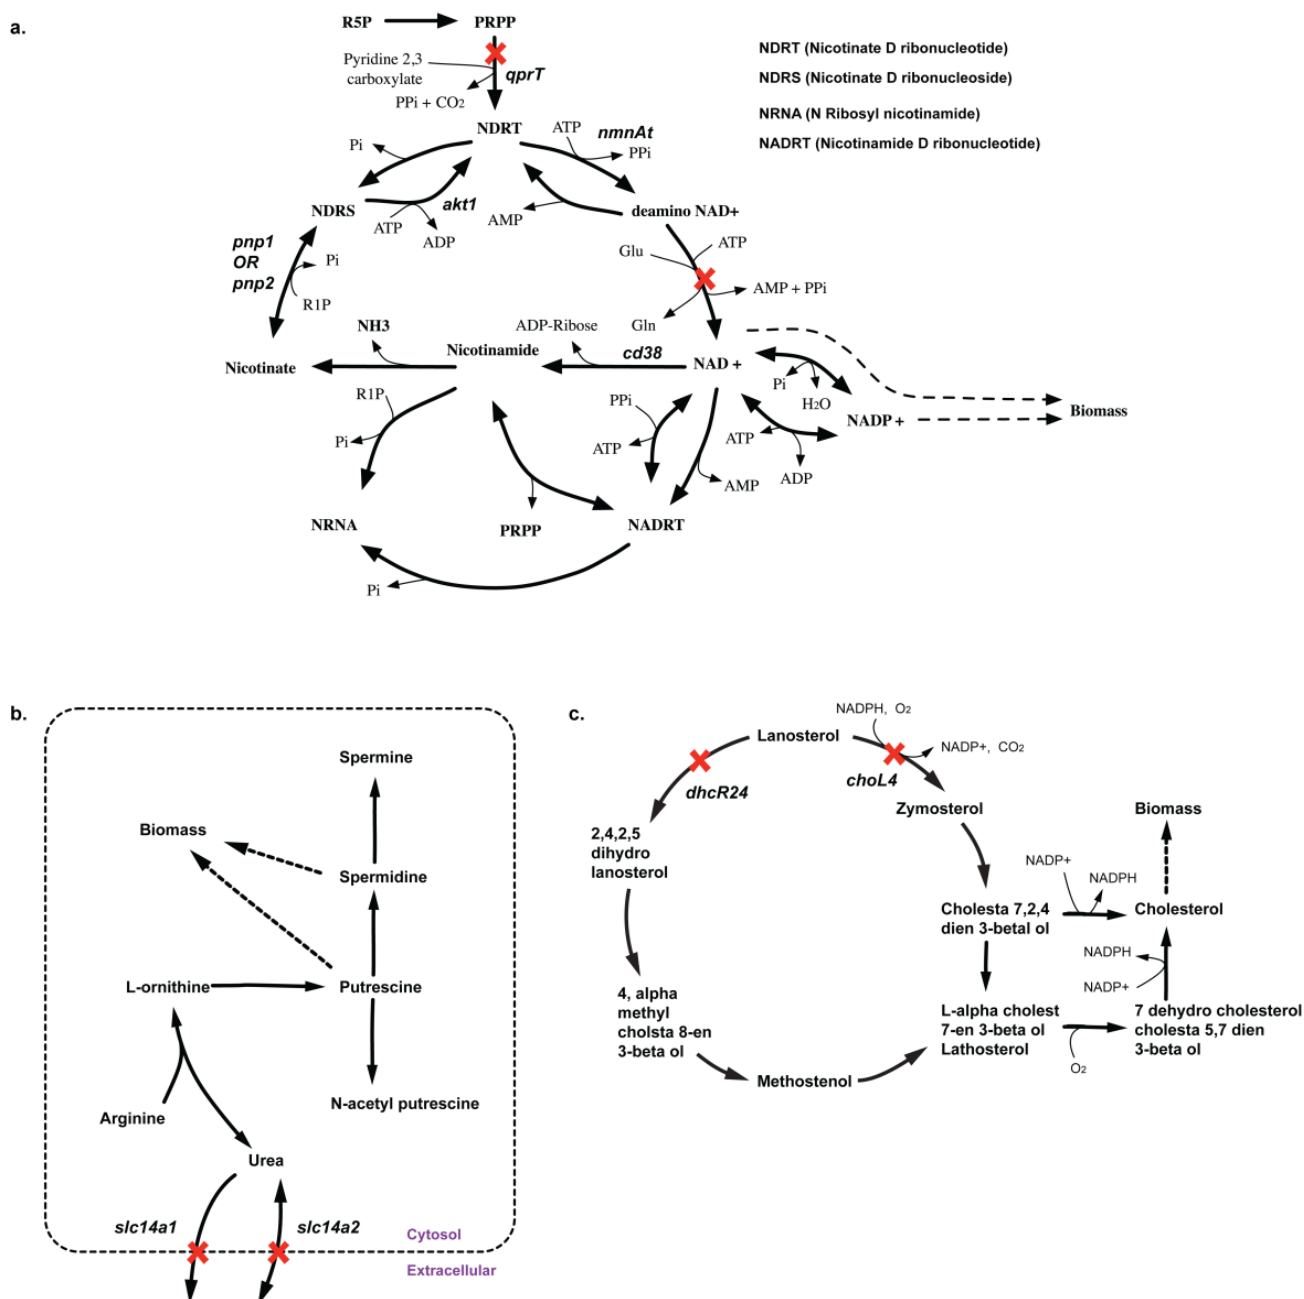 a.
R5P
PRPP
Pyridine 2,3
carboxylate
qprT
PPi + CO2
NDRT (Nicotinate D ribonucleotide)
NDRS (Nicotinate D ribonucleoside)
NRNA (N Ribosyl nicotinamide)
NADRT (Nicotinamide D ribonucleotide)
NDRT
ATP
nmnAt
PPi
Pi
NDRS
akt1
ATP
ADP
AMP
deamino NAD+
pnp1
OR
pnp2
Pi
R1P
Glu
ATP
AMP + PPi
Gln
NH3
ADP-Ribose
Nicotinate
Nicotinamide
cd38
NAD +
Pi
H2O
NADP +
Biomass
R1P
Pi
PPi
ATP
ATP
ADP
AMP
NRNA
PRPP
NADRT
Pi
b.
Spermine
Biomass
Spermidine
L-ornithine
Putrescine
Arginine
N-acetyl putrescine
Urea
slc14a1
slc14a2
Cytosol
Extracellular
c.
NADPH, O2
Lanosterol
NADP+, CO2
dhcR24
choL4
Zymosterol
Biomass
2,4,2,5
dihydro
lanosterol
NADP+
NADPH
Cholesta 7,2,4
dien 3-betal ol
Cholesterol
NADPH
NADP+
4, alpha
methyl
cholsta 8-en
3-beta ol
L-alpha cholest
7-en 3-beta ol
Lathosterol
O2
7 dehydro cholesterol
cholesta 5,7 dien
3-beta ol
Methostenol